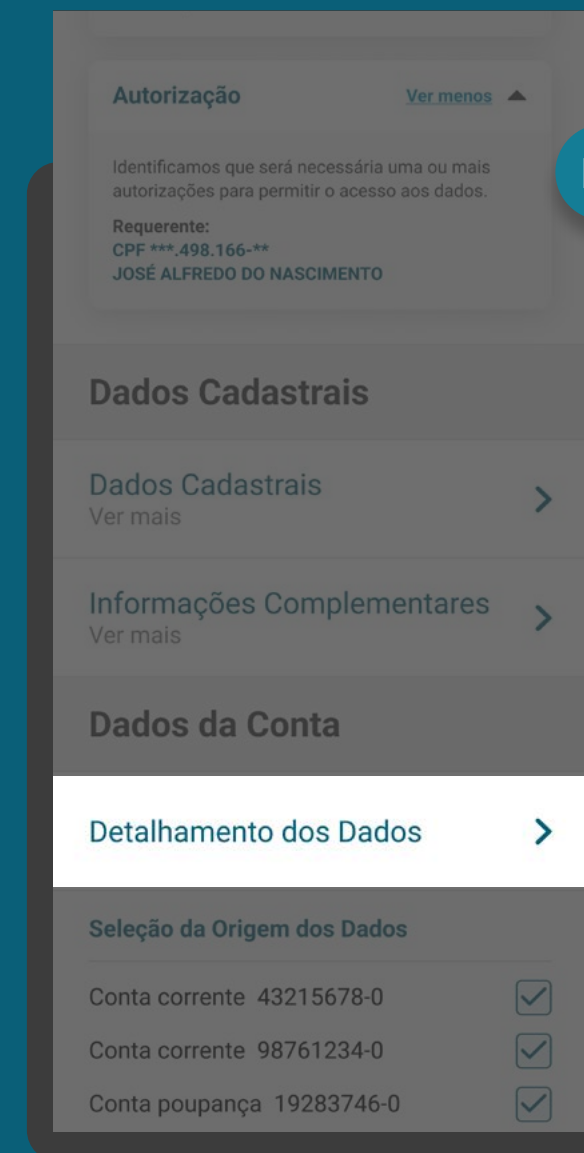 Autorização
Ver menos
Identificamos que será necessária uma ou mais
autorizações para permitir o acesso aos dados.
Requerente:
CPF ***.498.166-**
JOSÉ ALFREDO DO NASCIMENTO
Dados Cadastrais
Dados Cadastrais
Ver mais
Informações Complementares
Ver mais
Dados da Conta
Detalhamento dos Dados
Seleção da Origem dos Dados
Conta corrente 43215678-0
Conta corrente 98761234-0
Conta poupança 19283746-0